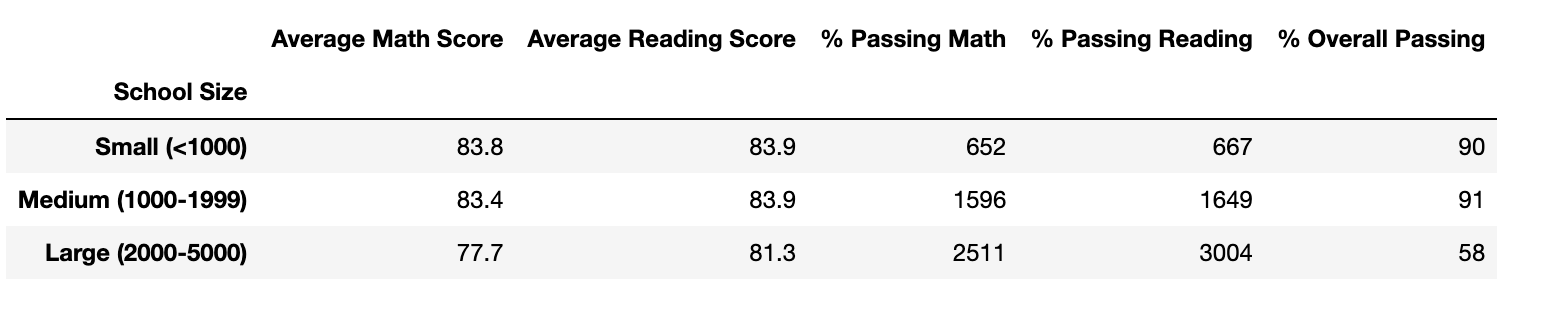 Average Math Score Average Reading Score % Passing Math % Passing Reading % Overall Passing
School Size
Small (<1000) 83.8 83.9 652 667 90
Medium (1000-1999) 83.4 83.9 1596 1649 91
Large (2000-5000) 77.7 81.3 2511 3004 58